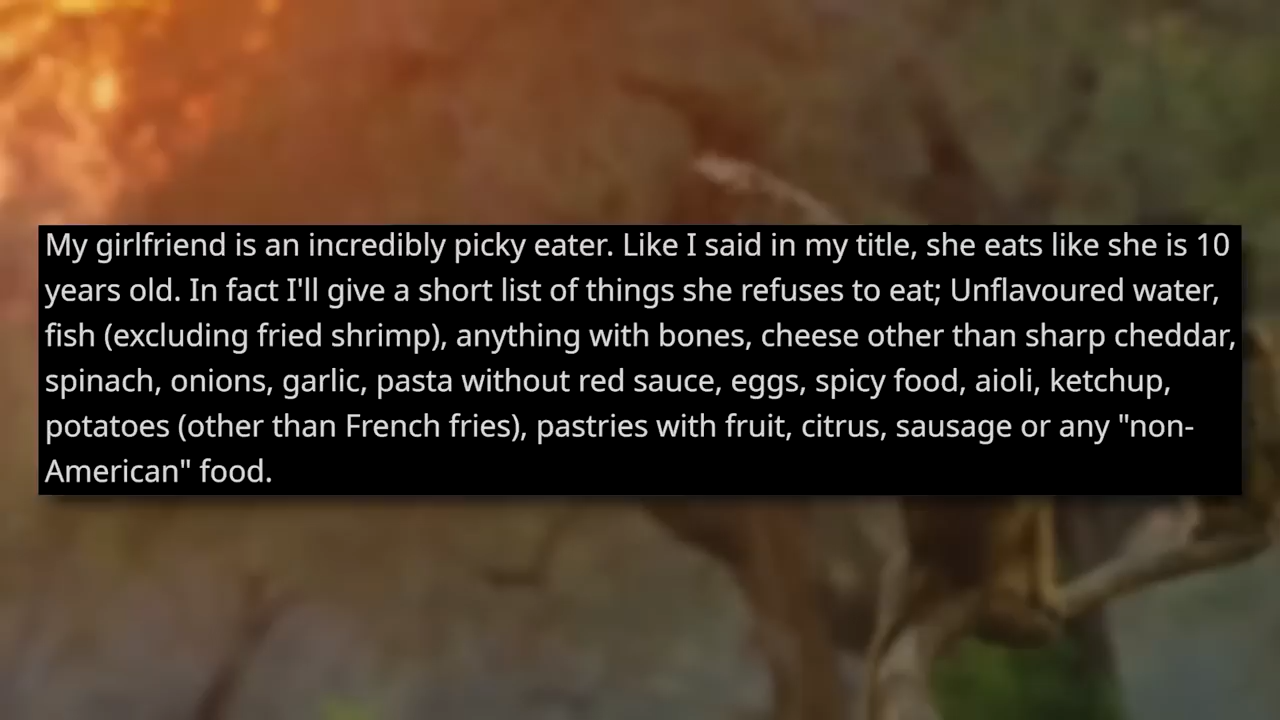 My girlfriend is an incredibly picky eater. Like I said in my title, she eats like she is 10
years old. In fact I'll give a short list of things she refuses to eat; Unflavoured water,
fish (excluding fried shrimp), anything with bones, cheese other than sharp cheddar,
spinach, onions, garlic, pasta without red sauce, eggs, spicy food, aioli, ketchup,
potatoes (other than French fries), pastries with fruit, citrus, sausage or any "non-
American" food.